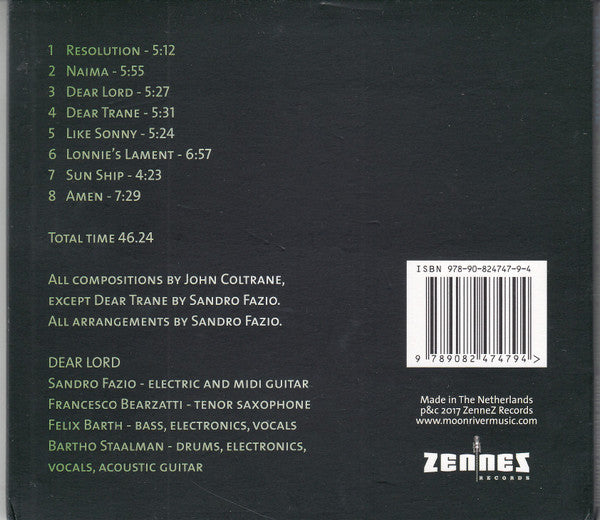 1 Resolution - 5:12
2 Naima - 5:55
3 Dear Lord - 5:27
4 Dear Trane - 5:31
5 Like Sonny - 5:24
6 Lonnie's Lament - 6:57
7 Sun Ship - 4:23
8 Amen - 7:29
Total time 46.24
All compositions by John Coltrane,
except Dear Trane by Sandro Fazio.
All arrangements by Sandro Fazio.
DEAR LORD
Sandro Fazio - electric and midi guitar
Francesco Bearzatti - tenor saxophone
Felix Barth - bass, electronics, vocals
Bartho Staalman - drums, electronics,
vocals, acoustic guitar
ISBN 978-90-824747-9-4
9 789082 474794 >
Made in The Netherlands
p&c 2017 ZenneZ Records
www.moonrivermusic.com
ZENNEZ
RECORDS